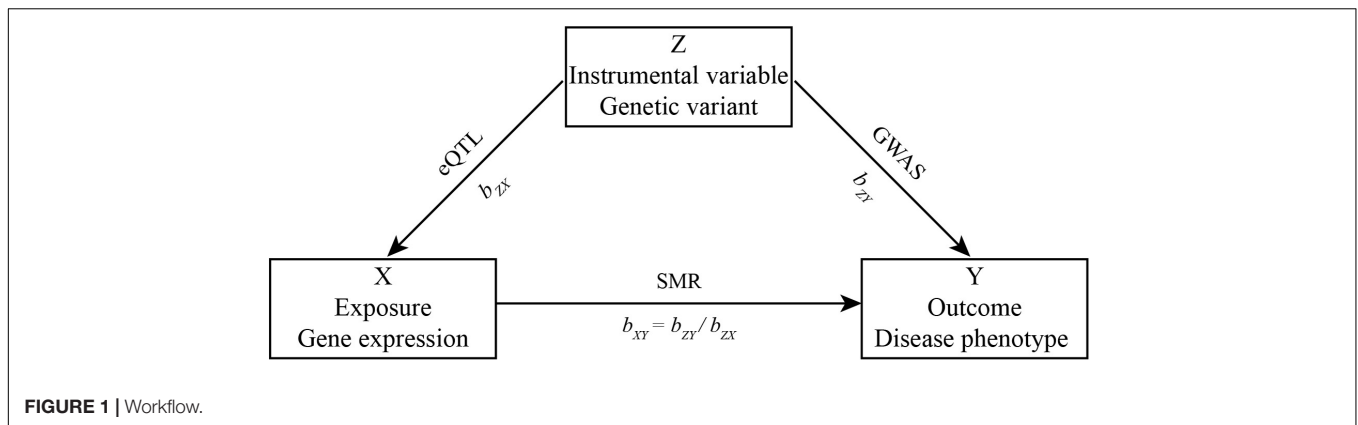 Z
Instrumental variable
Genetic variant
eQTL
b_ZX
GWAS
b_ZY
X
Exposure
Gene expression
SMR
b_XY = b_ZY / b_ZX
Y
Outcome
Disease phenotype
FIGURE 1 | Workflow.